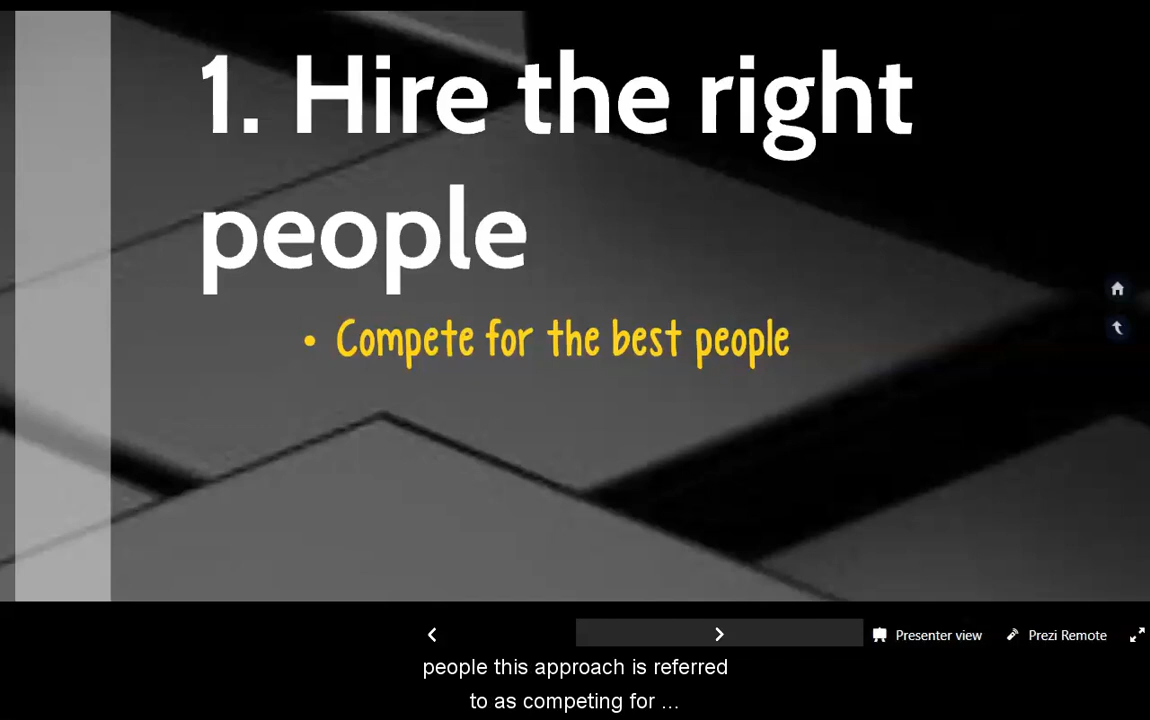 1. Hire the right
people
• Compete for the best people
Presenter view
Prezi Remote
people this approach is referred
to as competing for ...